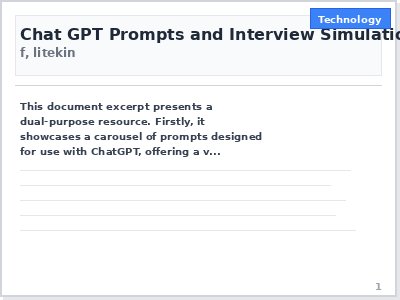 Technology
Chat GPT Prompts and Interview Simulatio
f, litekin
This document excerpt presents a
dual-purpose resource. Firstly, it
showcases a carousel of prompts designed
for use with ChatGPT, offering a v...
1